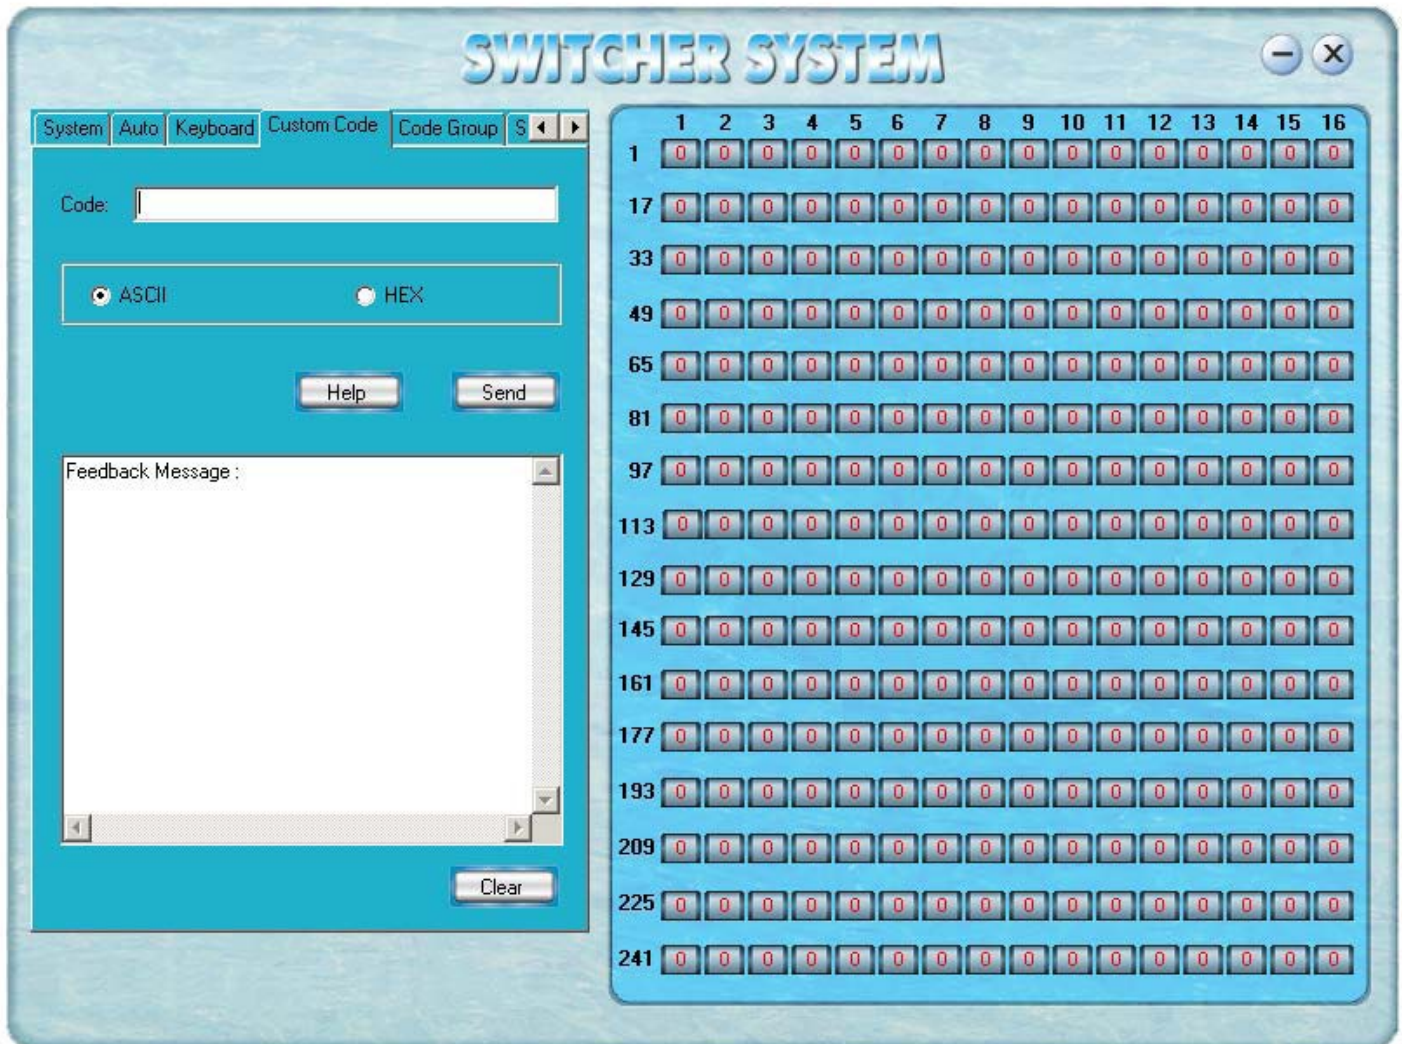 SWITCHER SYSTEM
System Auto Keyboard Custom Code Code Group S
Code:
ASCII HEX
Help Send
Feedback Message :
Clear
1 2 3 4 5 6 7 8 9 10 11 12 13 14 15 16
1 0 0 0 0 0 0 0 0 0 0 0 0 0 0 0 0
17 0 0 0 0 0 0 0 0 0 0 0 0 0 0 0 0
33 0 0 0 0 0 0 0 0 0 0 0 0 0 0 0 0
49 0 0 0 0 0 0 0 0 0 0 0 0 0 0 0 0
65 0 0 0 0 0 0 0 0 0 0 0 0 0 0 0 0
81 0 0 0 0 0 0 0 0 0 0 0 0 0 0 0 0
97 0 0 0 0 0 0 0 0 0 0 0 0 0 0 0 0
113 0 0 0 0 0 0 0 0 0 0 0 0 0 0 0 0
129 0 0 0 0 0 0 0 0 0 0 0 0 0 0 0 0
145 0 0 0 0 0 0 0 0 0 0 0 0 0 0 0 0
161 0 0 0 0 0 0 0 0 0 0 0 0 0 0 0 0
177 0 0 0 0 0 0 0 0 0 0 0 0 0 0 0 0
193 0 0 0 0 0 0 0 0 0 0 0 0 0 0 0 0
209 0 0 0 0 0 0 0 0 0 0 0 0 0 0 0 0
225 0 0 0 0 0 0 0 0 0 0 0 0 0 0 0 0
241 0 0 0 0 0 0 0 0 0 0 0 0 0 0 0 0